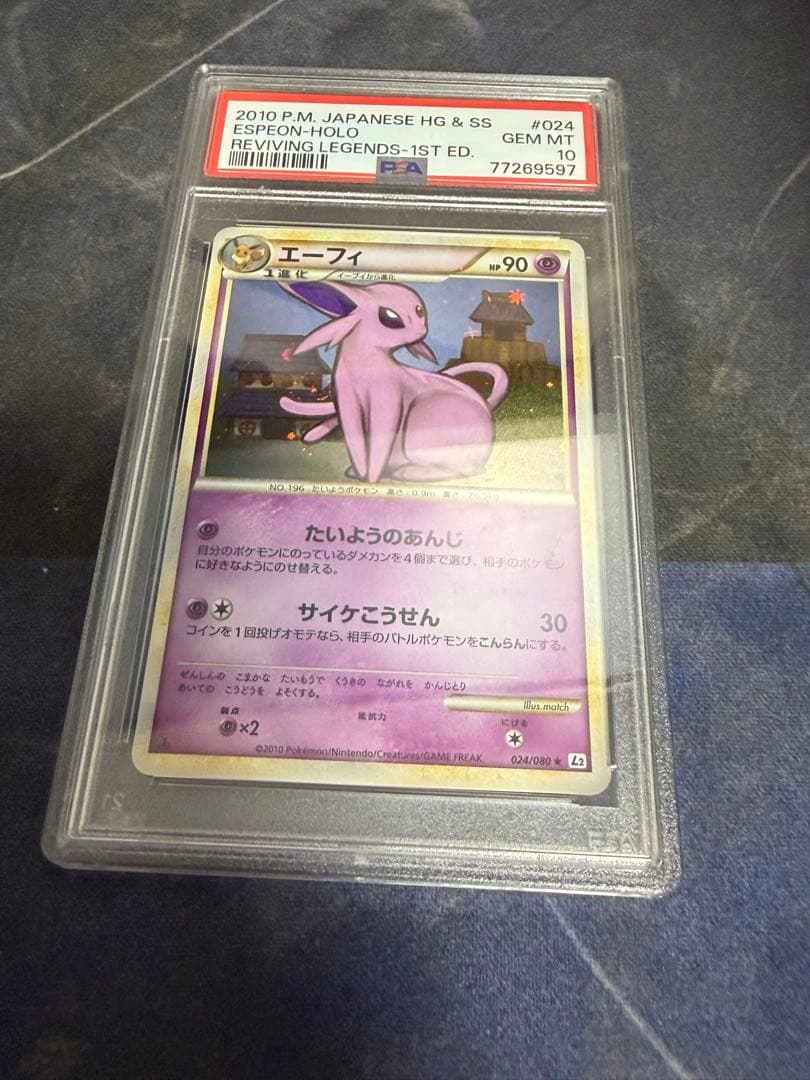 2010 P.M. JAPANESE HG & SS #024
ESPEON-HOLO GEM MT
REVIVING LEGENDS-1ST ED. 10
PSA 77269597
エーフィ HP90
1進化 イーブイから進化
NO.196 たいようポケモン 高さ:0.9m 重さ:26.5kg
たいようのあんじ
自分のポケモンにのっているダメカンを4個まで選び、相手のポケモン
に好きなようにのせ替える。
サイケこうせん 30
コインを1回投げオモテなら、相手のバトルポケモンをこんらんにする。
ぜんしんの こまかな たいもうで くうきの ながれを かんじとり
あいての こうどうを よそくする。
Illus.match
弱点 抵抗力 にげる
×2
©2010 Pokémon/Nintendo/Creatures/GAME FREAK.
024/080 ★ L2
PSA